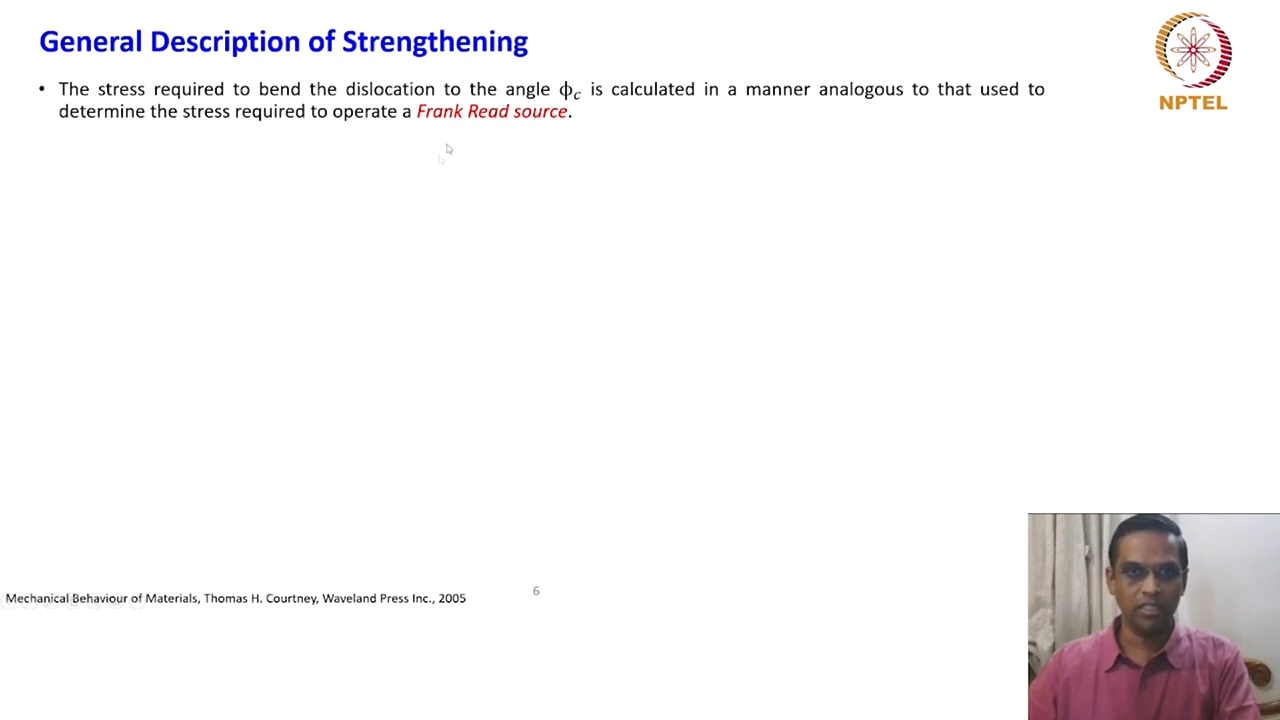 General Description of Strengthening
• The stress required to bend the dislocation to the angle ϕc is calculated in a manner analogous to that used to
determine the stress required to operate a Frank Read source.
NPTEL
Mechanical Behaviour of Materials, Thomas H. Courtney, Waveland Press Inc., 2005
6